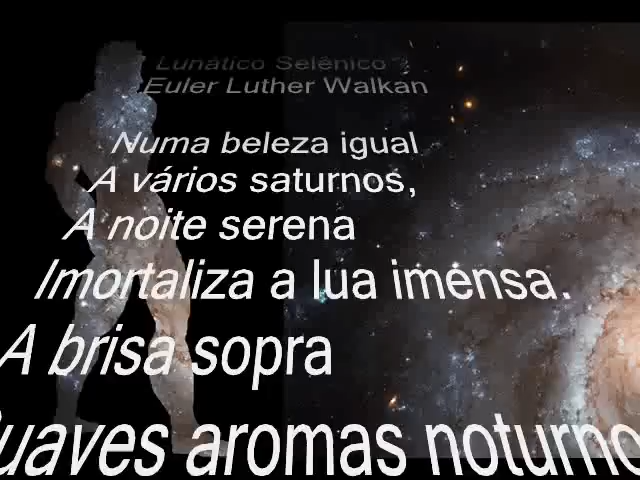 Lunático Selênico
Euler Luther Walkan
Numa beleza igual
A vários saturnos,
A noite serena
Imortaliza a lua imensa.
A brisa sopra
uaves aromas noturno